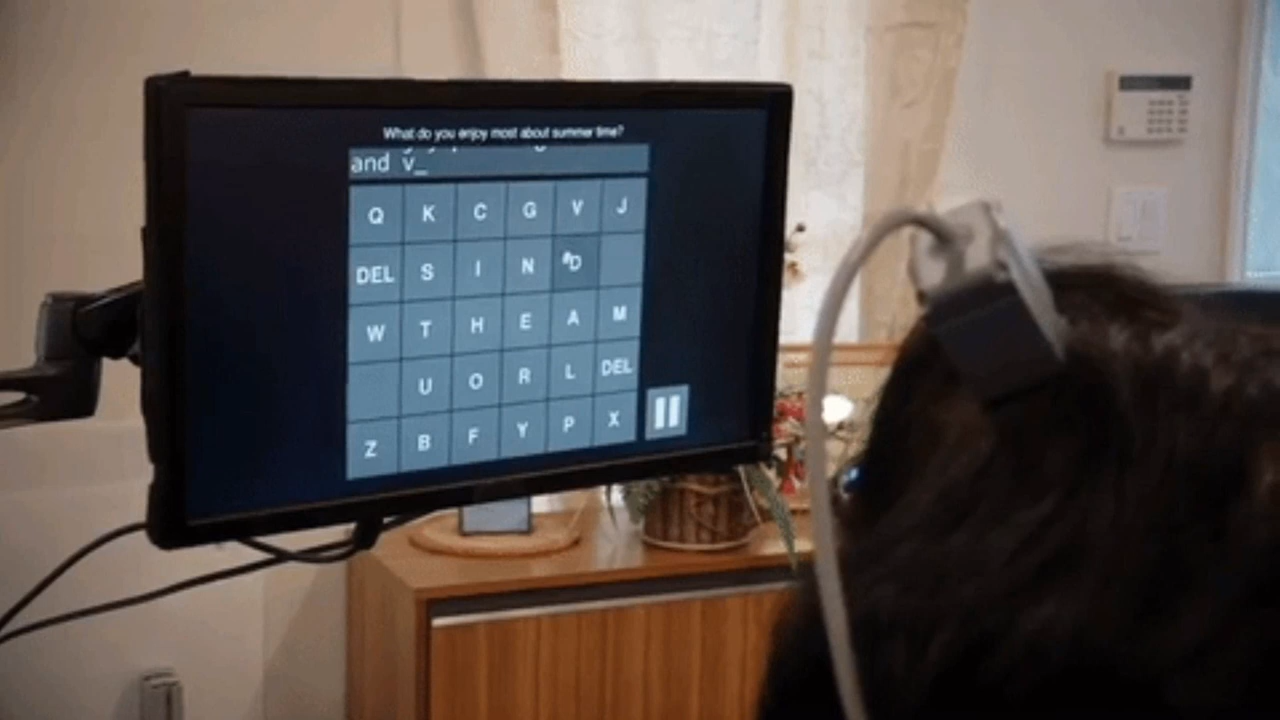 What do you enjoy most about summer time?
and v_
Q K C G V J
DEL S I N D
W T H E A M
U O R L DEL
Z B F Y P X